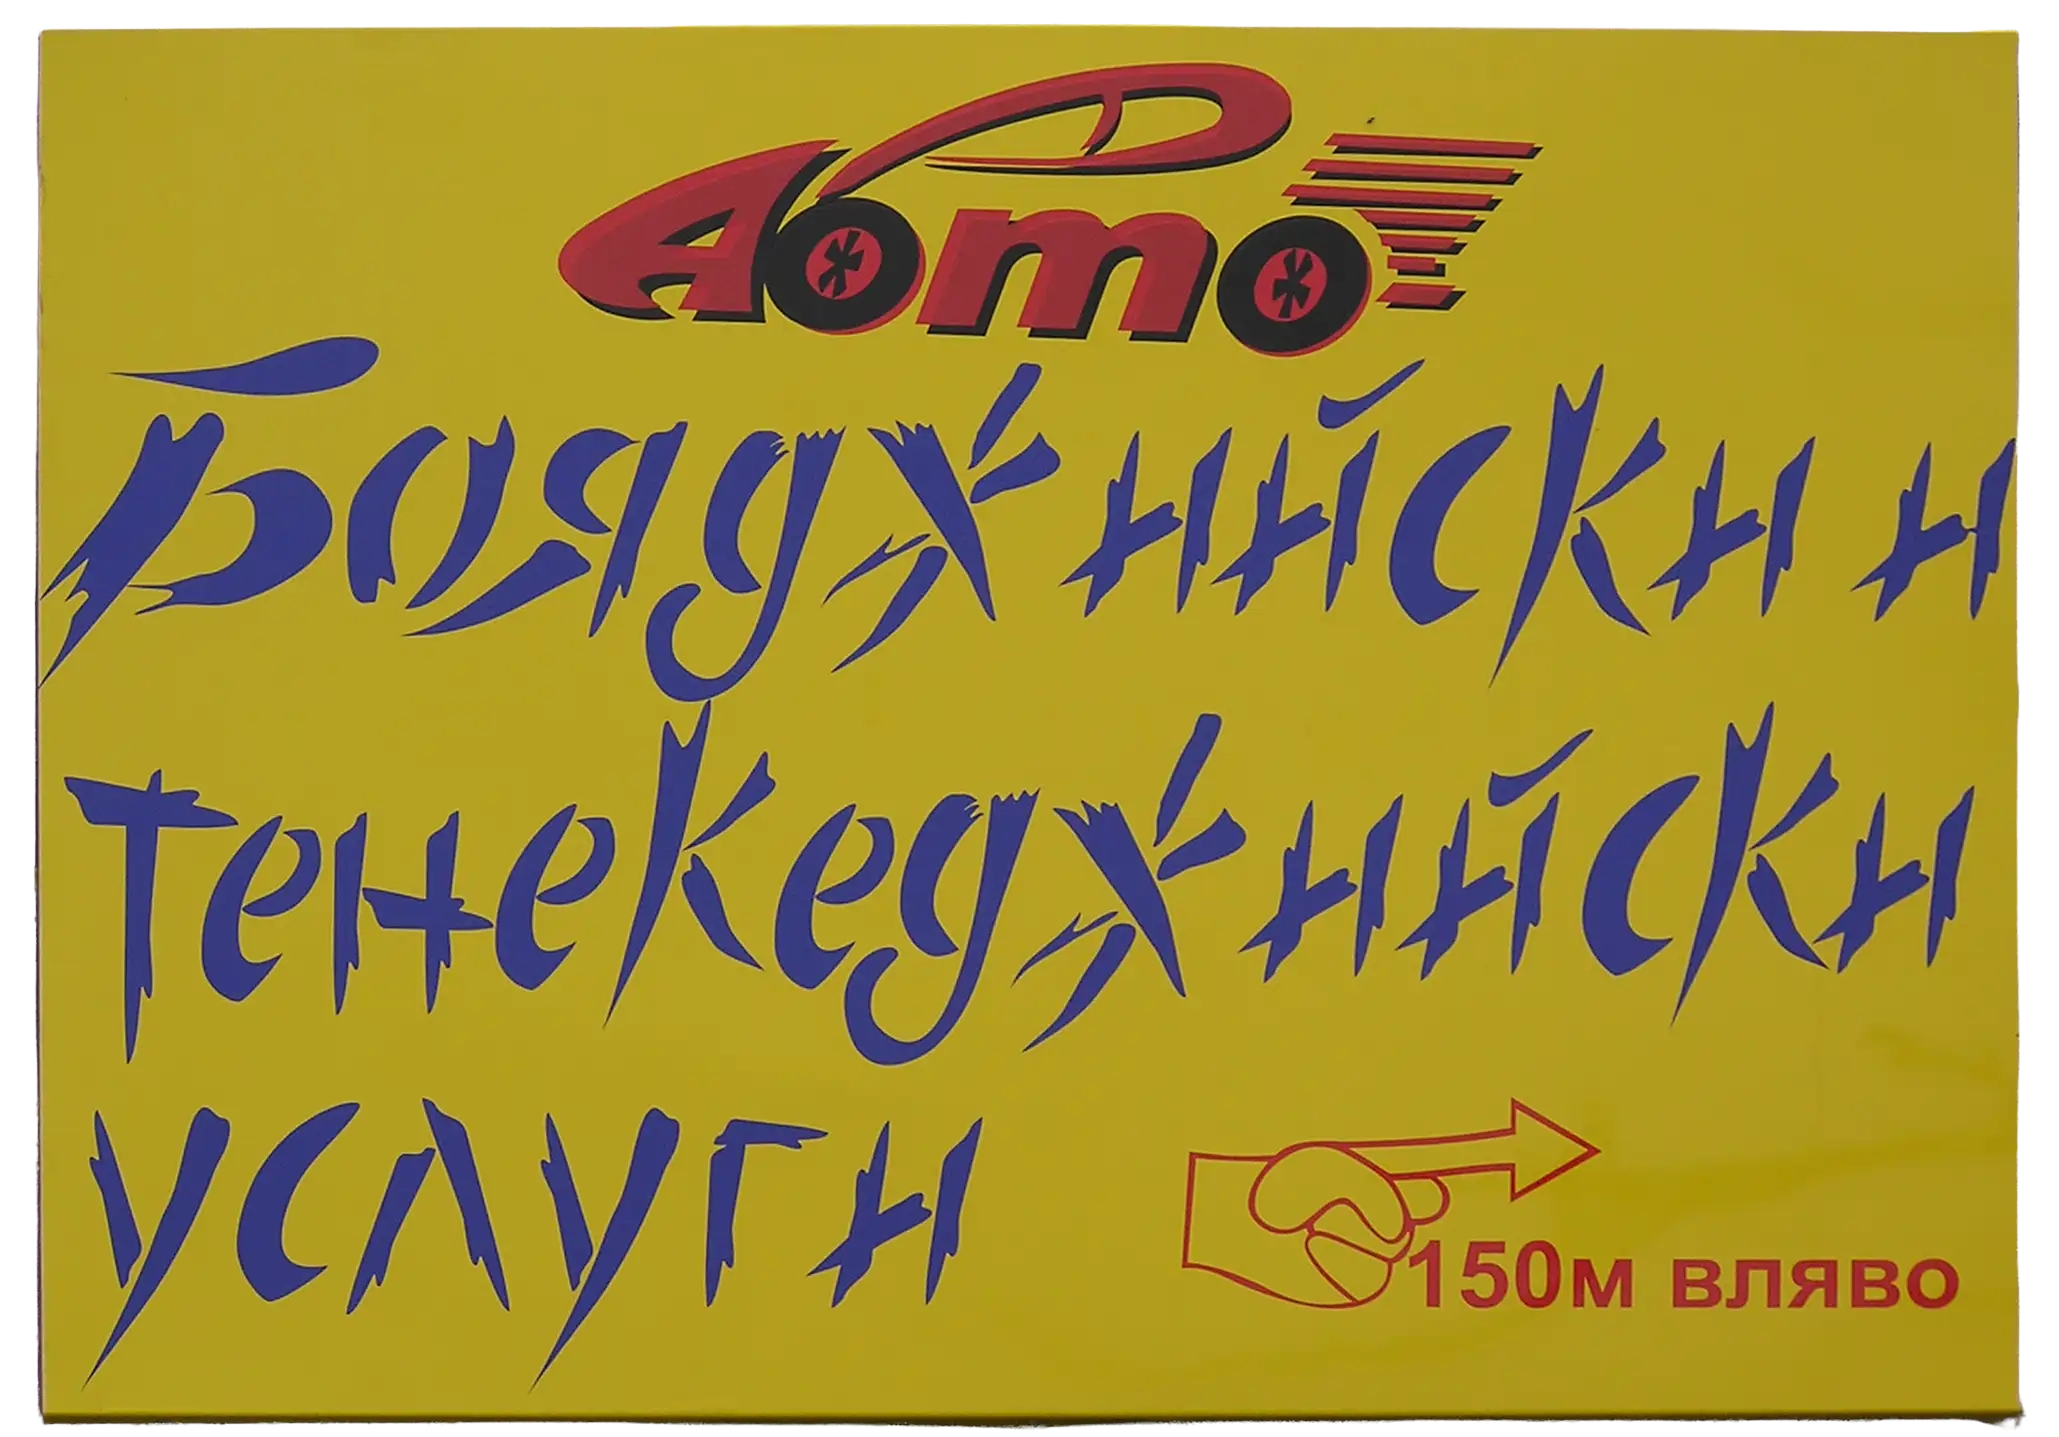 Авто
Бояджийски и
тенекеджийски
услуги
150м вляво